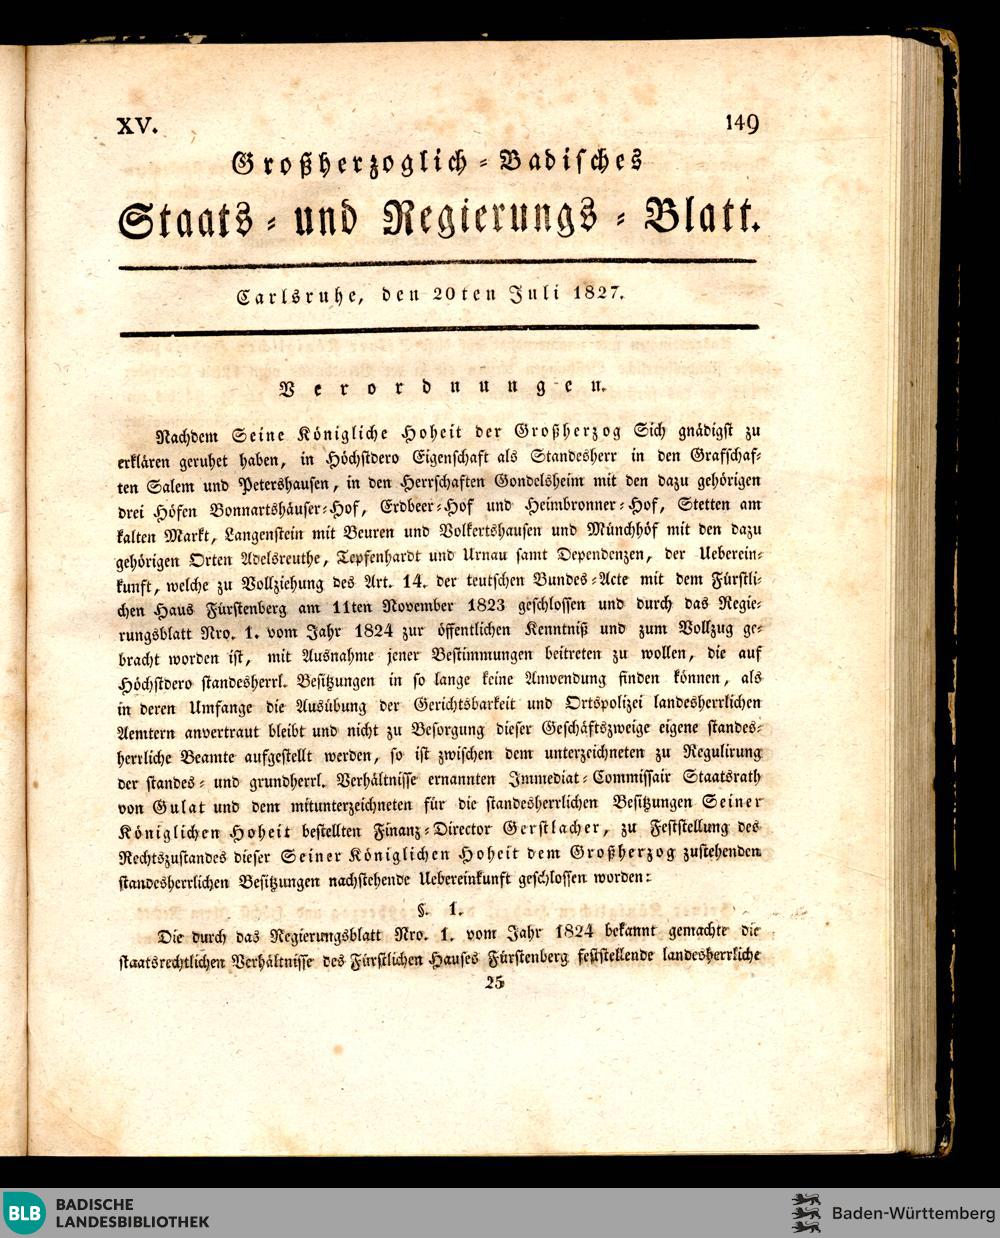 XV.
149
Großherzoglich-Badisches
Staats- und Regierungs-Blatt.
Carlsruhe, den 20ten Juli 1827.
Verordnungen.
Nachdem Seine Königliche Hoheit der Großherzog Sich gnädigst zu
erklären geruhet haben, in Höchstdero Eigenschaft als Standesherr in den Grafschaf-
ten Salem und Petershausen, in den Herrschaften Gondelsheim mit den dazu gehörigen
drei Höfen Bonnartshäuser-Hof, Erdbeer-Hof und Heimbronner-Hof, Stetten am
kalten Markt, Langenstein mit Beuren und Volkertshausen und Münchhöf mit den dazu
gehörigen Orten Adelsreuthe, Tepfenhardt und Urnau samt Dependenzen, der Ueberein-
kunft, welche zu Vollziehung des Art. 14. der teutschen Bundes-Acte mit dem Fürstli-
chen Haus Fürstenberg am 11ten November 1823 geschlossen und durch das Regie-
rungsblatt Nro. 1. vom Jahr 1824 zur öffentlichen Kenntniß und zum Vollzug ge-
bracht worden ist, mit Ausnahme jener Bestimmungen beitreten zu wollen, die auf
Höchstdero standesherrl. Besitzungen in so lange keine Anwendung finden können, als
in deren Umfange die Ausübung der Gerichtsbarkeit und Ortspolizei landesherrlichen
Aemtern anvertraut bleibt und nicht zu Besorgung dieser Geschäftszweige eigene standes-
herrliche Beamte aufgestellt werden, so ist zwischen dem unterzeichneten zu Regulirung
der standes- und grundherrl. Verhältnisse ernannten Immediat-Commissair Staatsrath
von Gulat und dem mitunterzeichneten für die standesherrlichen Besitzungen Seiner
Königlichen Hoheit bestellten Finanz-Director Gerstlacher, zu Feststellung des
Rechtszustandes dieser Seiner Königlichen Hoheit dem Großherzog zustehenden
standesherrlichen Besitzungen nachstehende Uebereinkunft geschlossen worden:
§. 1.
Die durch das Regierungsblatt Nro. 1. vom Jahr 1824 bekannt gemachte die
staatsrechtlichen Verhältnisse des Fürstlichen Hauses Fürstenberg feststellende landesherrliche
25
BLB
BADISCHE
LANDESBIBLIOTHEK
Baden-Württemberg